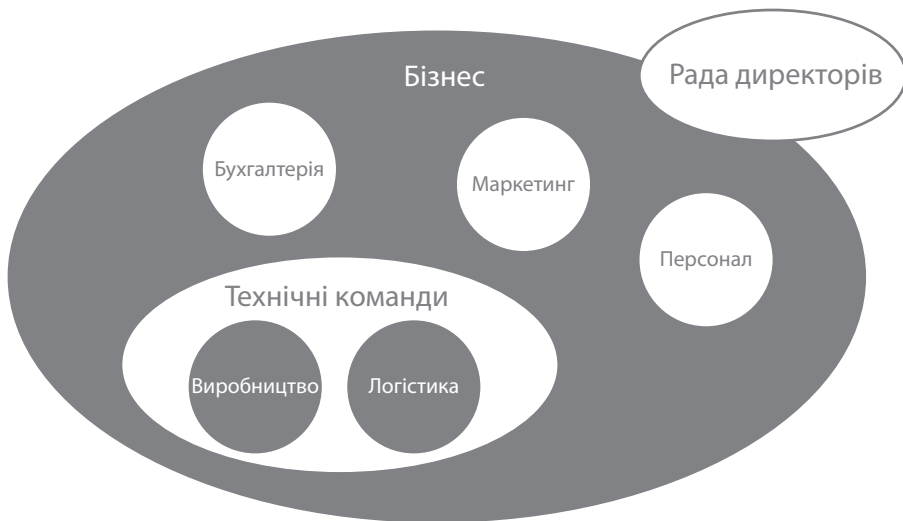 Бізнес
Рада директорів
Бухгалтерія
Маркетинг
Персонал
Технічні команди
Виробництво
Логістика